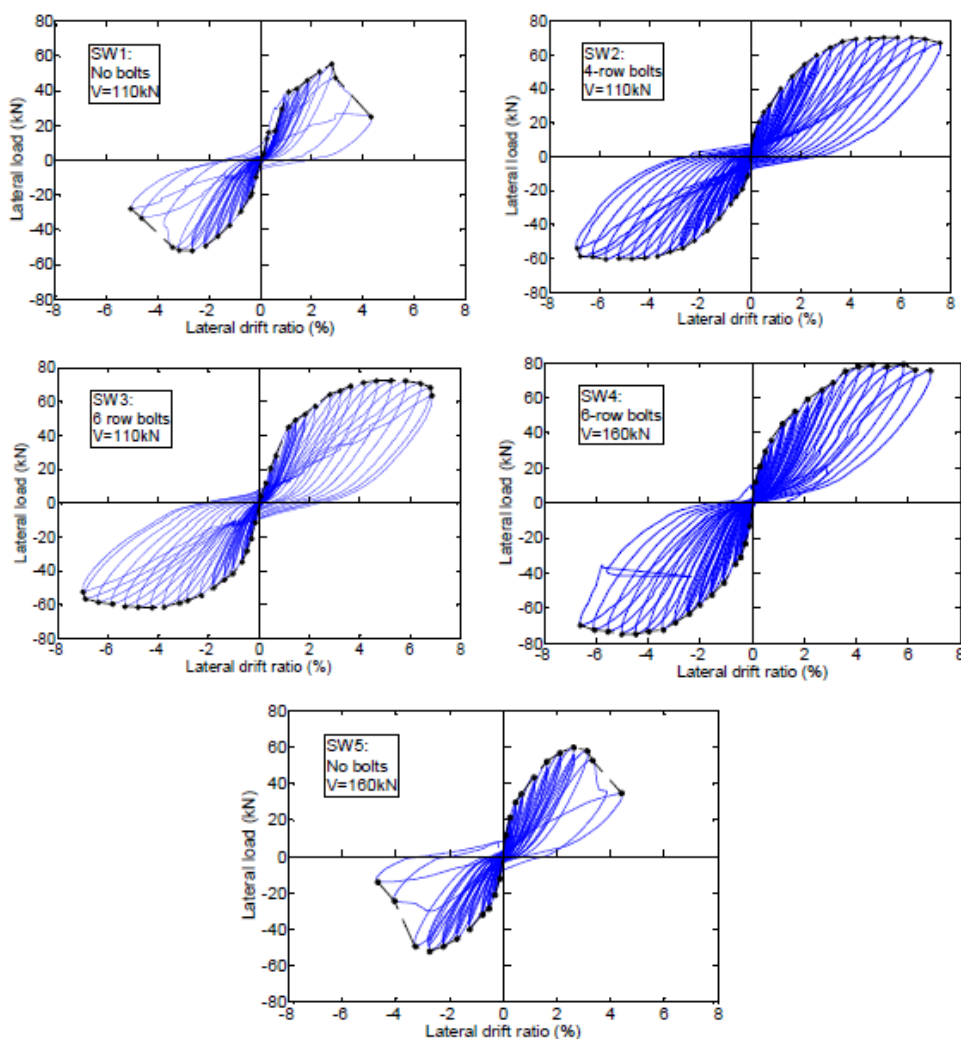 80
60
40
20
0
-20
-40
-60
-80
Lateral load (kN)
SW1:
No bolts
V=110kN
-8 -6 -4 -2 0 2 4 6 8
Lateral drift ratio (%)
80
60
40
20
0
-20
-40
-60
-80
Lateral load (kN)
SW2:
4-row bolts
V=110kN
-8 -6 -4 -2 0 2 4 6 8
Lateral drift ratio (%)
80
60
40
20
0
-20
-40
-60
-80
Lateral load (kN)
SW3:
6 row bolts
V=110kN
-8 -6 -4 -2 0 2 4 6 8
Lateral drift ratio (%)
80
60
40
20
0
-20
-40
-60
-80
Lateral load (kN)
SW4:
6-row bolts
V=160kN
-8 -6 -4 -2 0 2 4 6 8
Lateral drift ratio (%)
80
60
40
20
0
-20
-40
-60
-80
Lateral load (kN)
SW5:
No bolts
V=160kN
-8 -6 -4 -2 0 2 4 6 8
Lateral drift ratio (%)